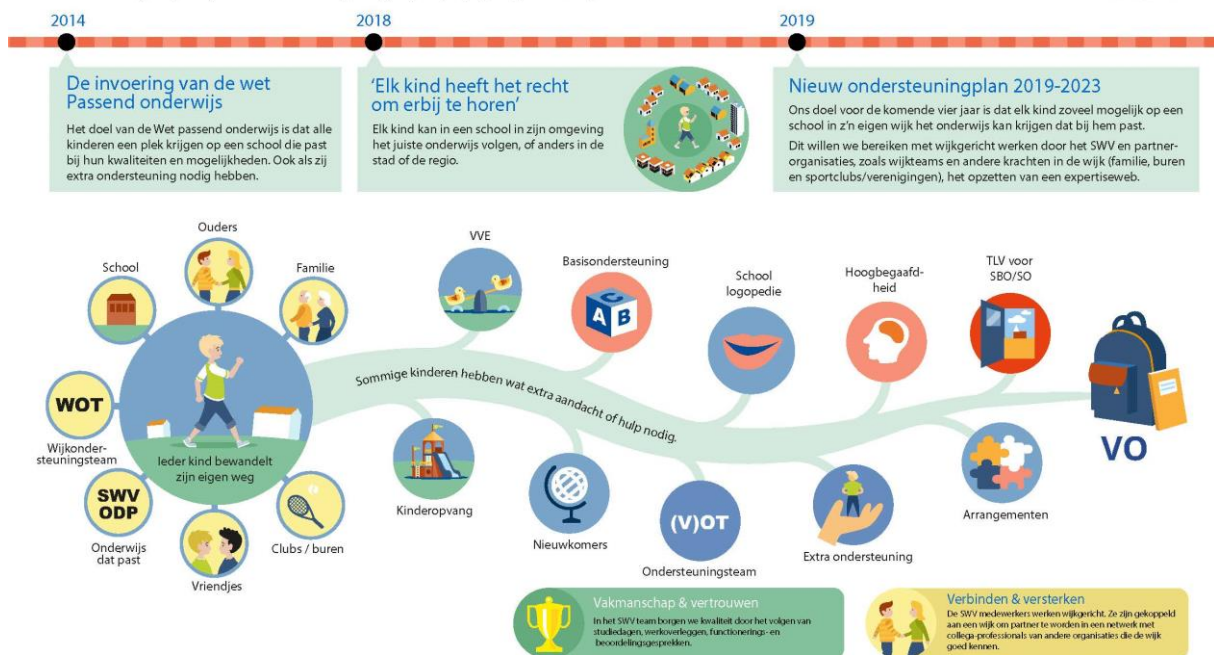 2014
2018
2019
De invoering van de wet
Passend onderwijs
Het doel van de Wet passend onderwijs is dat alle
kinderen een plek krijgen op een school die past
bij hun kwaliteiten en mogelijkheden. Ook als zij
extra ondersteuning nodig hebben.
'Elk kind heeft het recht
om erbij te horen'
Elk kind kan in een school in zijn omgeving
het juiste onderwijs volgen, of anders in de
stad of de regio.
Nieuw ondersteuningplan 2019-2023
Ons doel voor de komende vier jaar is dat elk kind zoveel mogelijk op een
school in z'n eigen wijk het onderwijs kan krijgen dat bij hem past.
Dit willen we bereiken met wijkgericht werken door het SWV en partner-
organisaties, zoals wijkteams en andere krachten in de wijk (familie, buren
en sportclubs/verenigingen), het opzetten van een expertiseweb.
Ouders
School
Familie
WOT
Wijkonder-
steuningsteam
SWV
ODP
Onderwijs
dat past
Vriendjes
Clubs / buren
Ieder kind bewandelt
zijn eigen weg
Sommige kinderen hebben wat extra aandacht of hulp nodig.
VVE
Basisondersteuning
A B C
School
logopedie
Hoogbegaafd-
heid
TLV voor
SBO/SO
VO
Kinderopvang
Nieuwkomers
(V)OT
Ondersteuningsteam
Extra ondersteuning
Arrangementen
Vakmanschap & vertrouwen
In het SWV team borgen we kwaliteit door het volgen van
studiedagen, werkoverleggen, functionerings- en
beoordelingsgesprekken.
Verbinden & versterken
De SWV medewerkers werken wijkgericht. Ze zijn gekoppeld
aan een wijk om partner te worden in een netwerk met
collega-professionals van andere organisaties die de wijk
goed kennen.